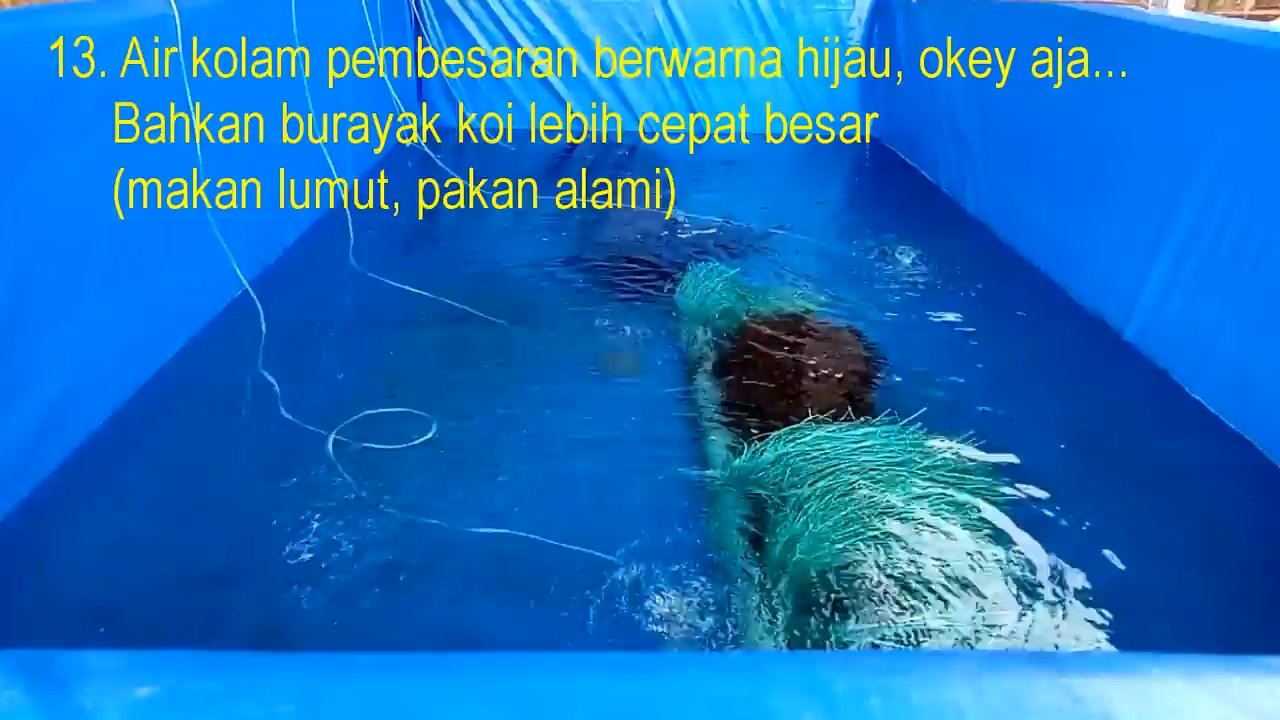 13. Air kolam pembesaran berwarna hijau, okey aja...
Bahkan burayak koi lebih cepat besar
(makan lumut, pakan alami)